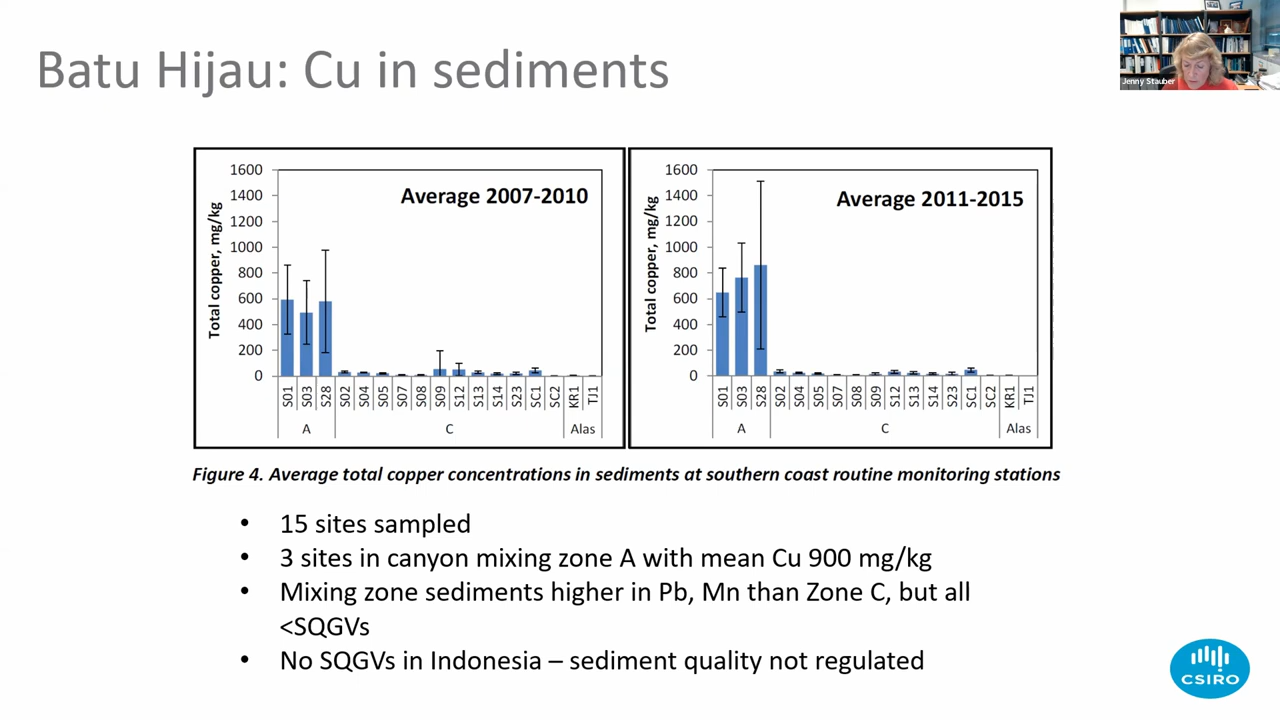 Batu Hijau: Cu in sediments
Jenny Stauber
1600
1400
1200
1000
800
600
400
200
0
Total copper, mg/kg
Average 2007-2010
S01 S03 S28 S02 S04 S05 S07 S08 S09 S12 S13 S14 S23 SC1 SC2 KR1 TJ1
A C Alas
1600
1400
1200
1000
800
600
400
200
0
Total copper, mg/kg
Average 2011-2015
S01 S03 S28 S02 S04 S05 S07 S08 S09 S12 S13 S14 S23 SC1 SC2 KR1 TJ1
A C Alas
Figure 4. Average total copper concentrations in sediments at southern coast routine monitoring stations
• 15 sites sampled
• 3 sites in canyon mixing zone A with mean Cu 900 mg/kg
• Mixing zone sediments higher in Pb, Mn than Zone C, but all
<SQGVs
• No SQGVs in Indonesia – sediment quality not regulated
CSIRO